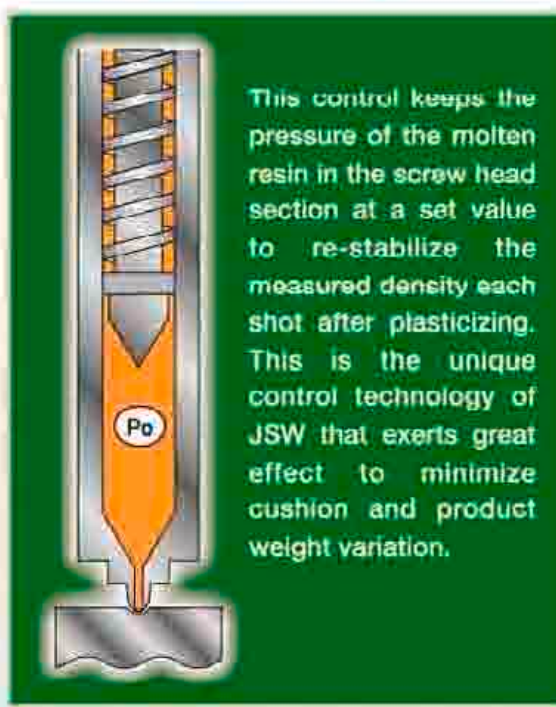 This control keeps the
pressure of the molten
resin in the screw head
section at a set value
to re-stabilize the
measured density each
shot after plasticizing.
This is the unique
control technology of
JSW that exerts great
effect to minimize
cushion and product
weight variation.
Po